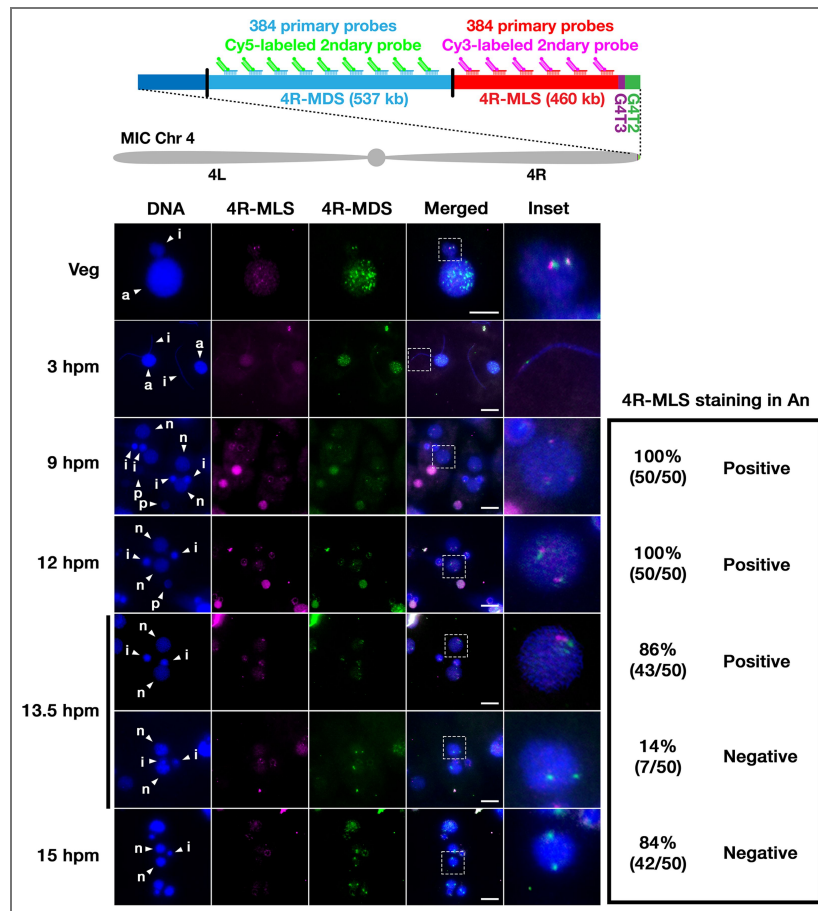 384 primary probes 384 primary probes
Cy5-labeled 2ndary probe Cy3-labeled 2ndary probe
4R-MDS (537 kb) 4R-MLS (460 kb)
G4T3
G4T2
MIC Chr 4
4L 4R
DNA 4R-MLS 4R-MDS Merged Inset
Veg
i
a
3 hpm
i a
a i
4R-MLS staining in An
9 hpm
n n
i i i
p i n
p
100%
(50/50) Positive
12 hpm
n
i i
n
p
100%
(50/50) Positive
13.5 hpm
n
i i
n
86%
(43/50) Positive
n
i i
n
14%
(7/50) Negative
15 hpm
n i
n
84%
(42/50) Negative